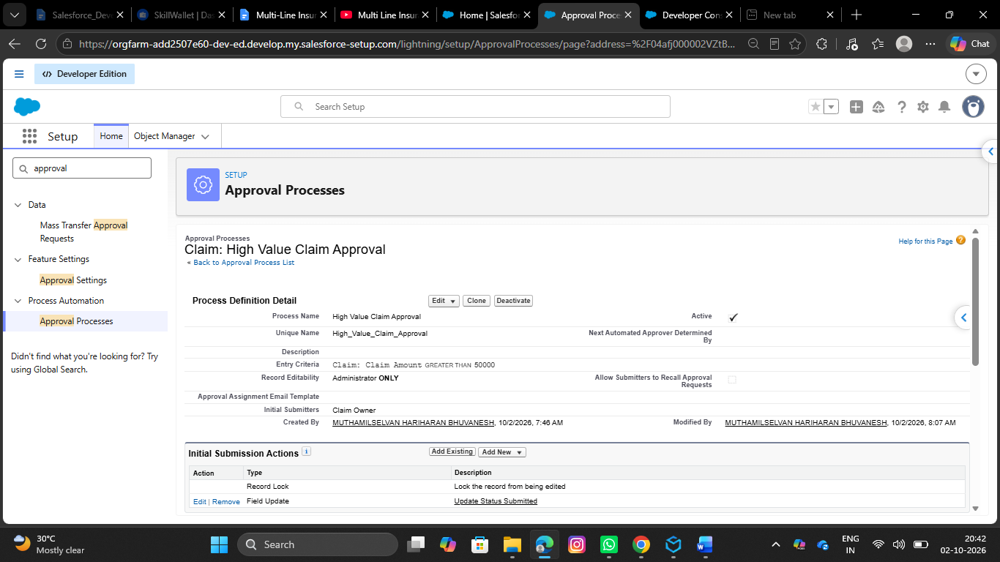 Salesforce_Deve
SkillWallet | Das
Multi-Line Insur
Multi Line Insur
Home | Salesfor
Approval Proce
Developer Cons
New tab
https://orgfarm-add2507e60-dev-ed.develop.my.salesforce-setup.com/lightning/setup/ApprovalProcesses/page?address=%2F04afj000002VZtB...
Chat
Developer Edition
Search Setup
Setup
Home
Object Manager
approval
Data
Mass Transfer Approval
Requests
Feature Settings
Approval Settings
Process Automation
Approval Processes
Didn't find what you're looking for? Try
using Global Search.
SETUP
Approval Processes
Approval Processes
Claim: High Value Claim Approval
« Back to Approval Process List
Help for this Page ?
Process Definition Detail
Edit
Clone
Deactivate
Process Name High Value Claim Approval
Active
Unique Name High_Value_Claim_Approval
Next Automated Approver Determined
By
Description
Entry Criteria Claim: Claim Amount GREATER THAN 50000
Record Editability Administrator ONLY
Allow Submitters to Recall Approval
Requests
Approval Assignment Email Template
Initial Submitters Claim Owner
Created By MUTHAMILSELVAN HARIHARAN BHUVANESH, 10/2/2026, 7:46 AM
Modified By MUTHAMILSELVAN HARIHARAN BHUVANESH, 10/2/2026, 8:07 AM
Initial Submission Actions i
Add Existing
Add New
Action Type Description
Record Lock Lock the record from being edited
Edit | Remove Field Update Update Status Submitted
30°C
Mostly clear
Search
ENG
IN
20:42
02-10-2026